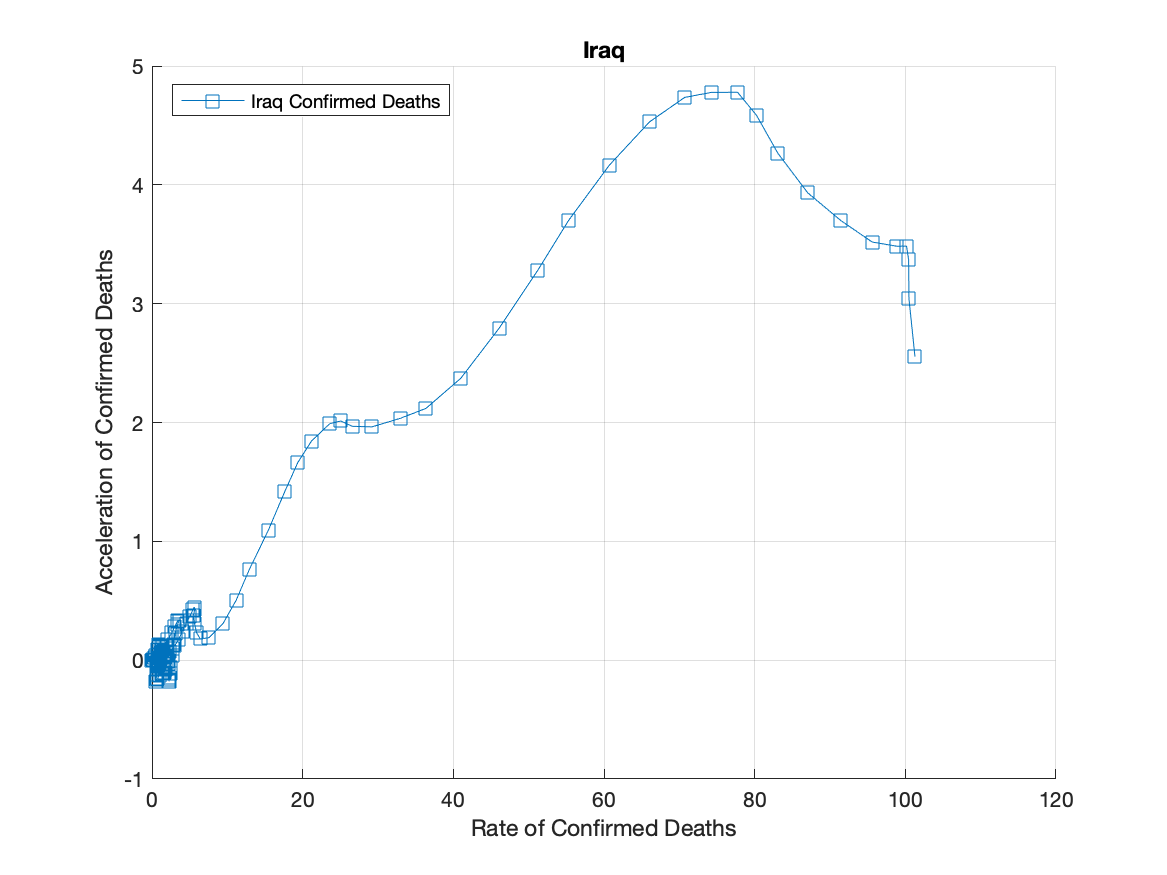 Iraq
Iraq Confirmed Deaths
Acceleration of Confirmed Deaths
5
4
3
2
1
0
-1
0 20 40 60 80 100 120
Rate of Confirmed Deaths